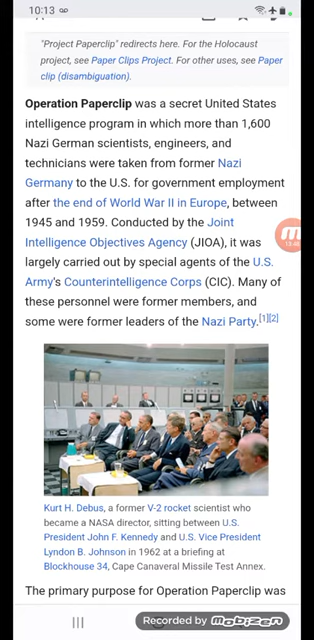 10:13
"Project Paperclip" redirects here. For the Holocaust
project, see Paper Clips Project. For other uses, see Paper
clip (disambiguation).
Operation Paperclip was a secret United States
intelligence program in which more than 1,600
Nazi German scientists, engineers, and
technicians were taken from former Nazi
Germany to the U.S. for government employment
after the end of World War II in Europe, between
1945 and 1959. Conducted by the Joint
Intelligence Objectives Agency (JIOA), it was
largely carried out by special agents of the U.S.
Army's Counterintelligence Corps (CIC). Many of
these personnel were former members, and
some were former leaders of the Nazi Party.[1][2]
Kurt H. Debus, a former V-2 rocket scientist who
became a NASA director, sitting between U.S.
President John F. Kennedy and U.S. Vice President
Lyndon B. Johnson in 1962 at a briefing at
Blockhouse 34, Cape Canaveral Missile Test Annex.
The primary purpose for Operation Paperclip was
Recorded by Mobizen